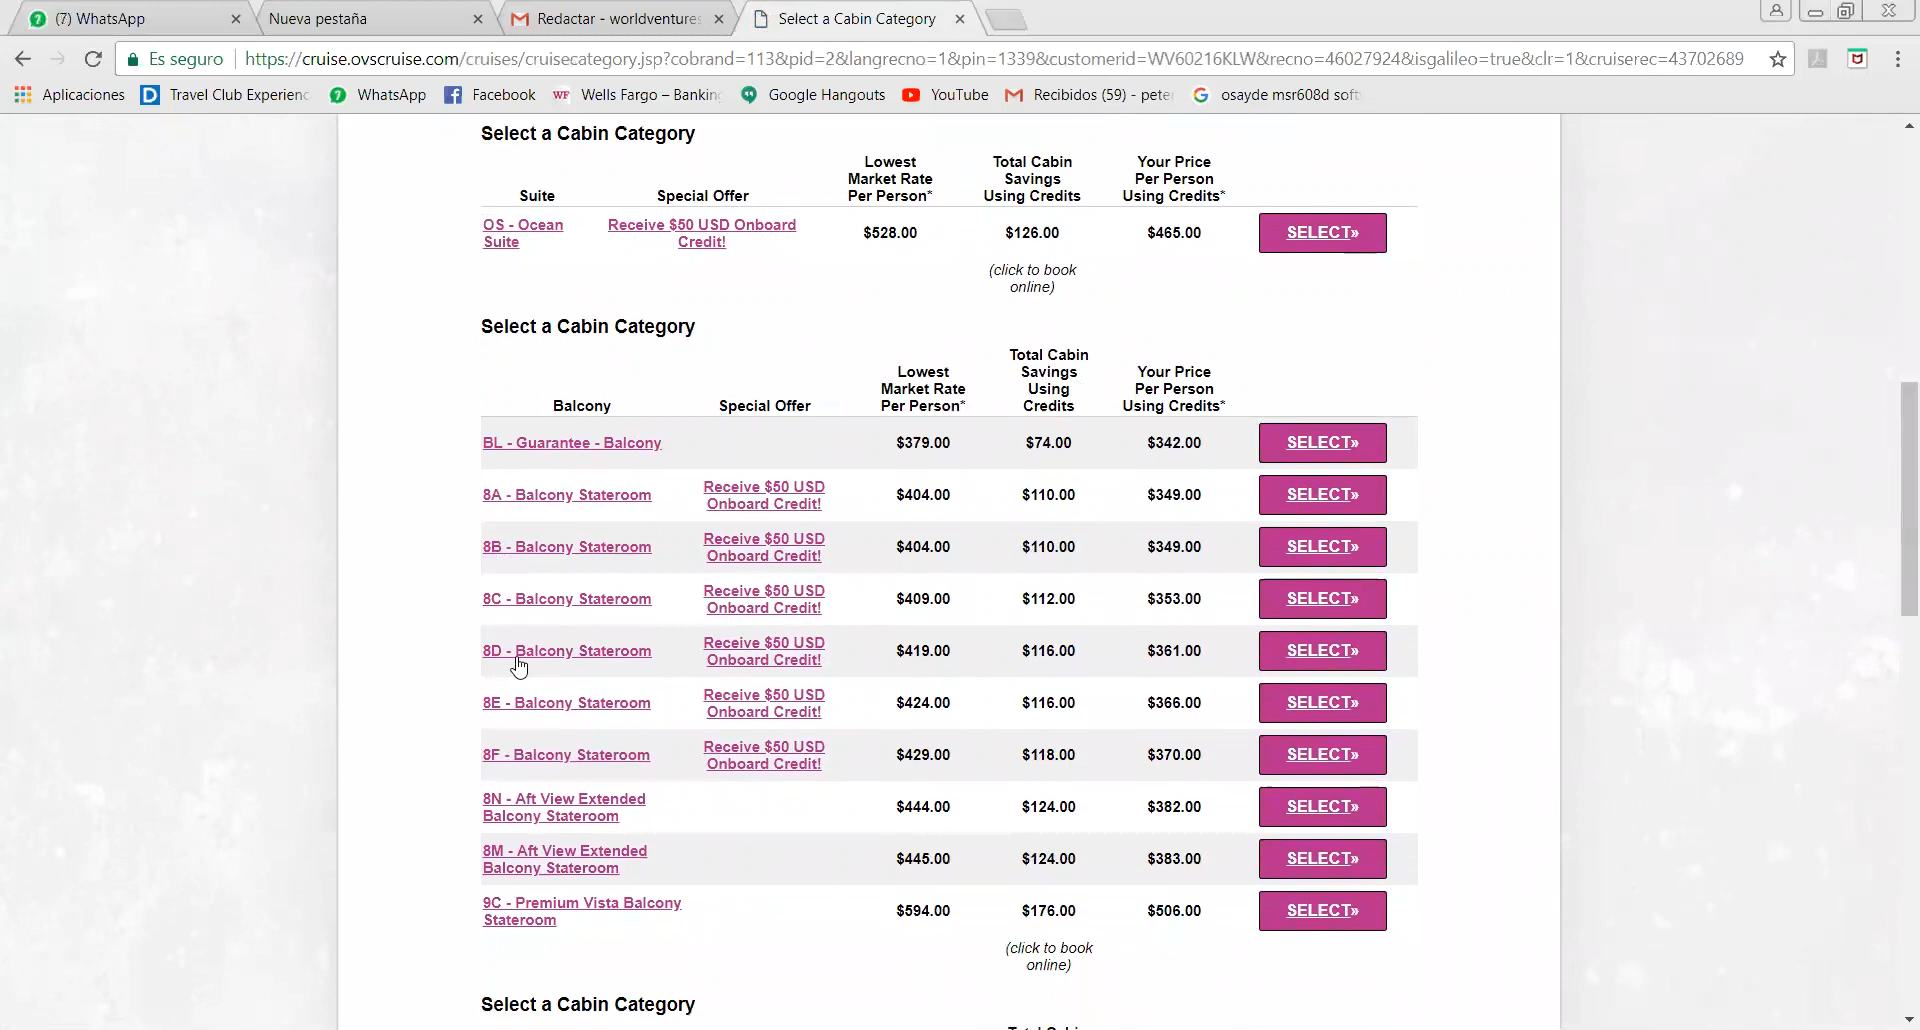 (7) WhatsApp
Nueva pestaña
Redactar - worldventures
Select a Cabin Category
Es seguro
https://cruise.ovscruise.com/cruises/cruisecategory.jsp?cobrand=113&pid=2&langrecno=1&pin=1339&customerid=WV60216KLW&recno=46027924&isgalileo=true&clr=1&cruiserec=43702689
Aplicaciones
Travel Club Experienc
WhatsApp
Facebook
Wells Fargo – Banking
Google Hangouts
YouTube
Recibidos (59) - pete
osayde msr608d soft
Select a Cabin Category
Suite
Special Offer
Lowest
Market Rate
Per Person*
Total Cabin
Savings
Using Credits
Your Price
Per Person
Using Credits*
OS - Ocean
Suite
Receive $50 USD Onboard
Credit!
$528.00
$126.00
$465.00
SELECT»
(click to book
online)
Select a Cabin Category
Balcony
Special Offer
Lowest
Market Rate
Per Person*
Total Cabin
Savings
Using
Credits
Your Price
Per Person
Using Credits*
BL - Guarantee - Balcony
$379.00
$74.00
$342.00
SELECT»
8A - Balcony Stateroom
Receive $50 USD
Onboard Credit!
$404.00
$110.00
$349.00
SELECT»
8B - Balcony Stateroom
Receive $50 USD
Onboard Credit!
$404.00
$110.00
$349.00
SELECT»
8C - Balcony Stateroom
Receive $50 USD
Onboard Credit!
$409.00
$112.00
$353.00
SELECT»
8D - Balcony Stateroom
Receive $50 USD
Onboard Credit!
$419.00
$116.00
$361.00
SELECT»
8E - Balcony Stateroom
Receive $50 USD
Onboard Credit!
$424.00
$116.00
$366.00
SELECT»
8F - Balcony Stateroom
Receive $50 USD
Onboard Credit!
$429.00
$118.00
$370.00
SELECT»
8N - Aft View Extended
Balcony Stateroom
$444.00
$124.00
$382.00
SELECT»
8M - Aft View Extended
Balcony Stateroom
$445.00
$124.00
$383.00
SELECT»
9C - Premium Vista Balcony
Stateroom
$594.00
$176.00
$506.00
SELECT»
(click to book
online)
Select a Cabin Category